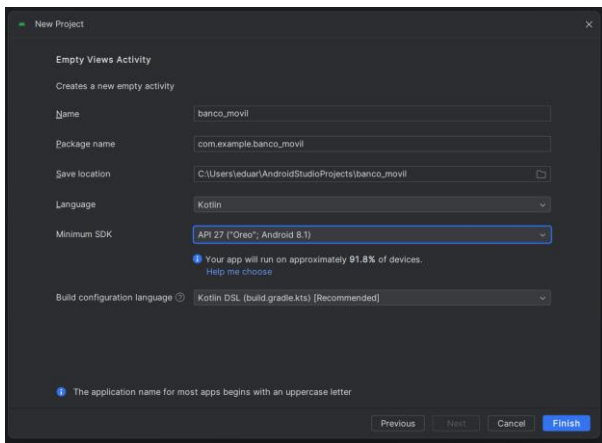 New Project
Empty Views Activity
Creates a new empty activity
Name banco_movil
Package name com.example.banco_movil
Save location C:\Users\eduar\AndroidStudioProjects\banco_movil
Language Kotlin
Minimum SDK API 27 ("Oreo"; Android 8.1)
Your app will run on approximately 91.8% of devices.
Help me choose
Build configuration language Kotlin DSL (build.gradle.kts) [Recommended]
The application name for most apps begins with an uppercase letter
Previous Next Cancel Finish